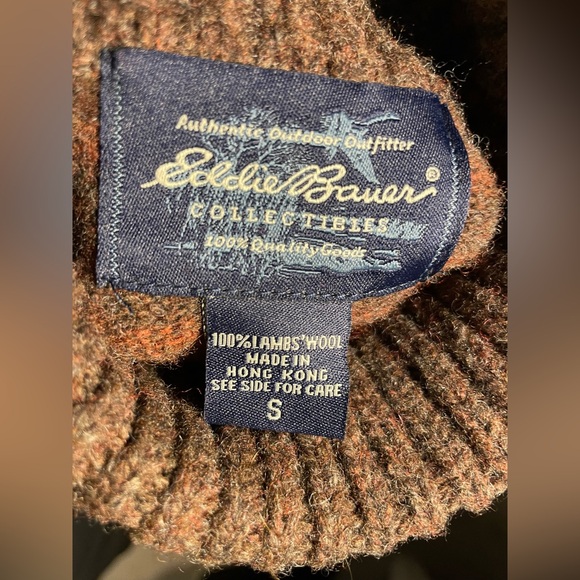 Authentic Outdoor Outfitter
Eddie Bauer®
COLLECTIBLES
100% Quality Goods
100% LAMBS' WOOL
MADE IN
HONG KONG
SEE SIDE FOR CARE
S